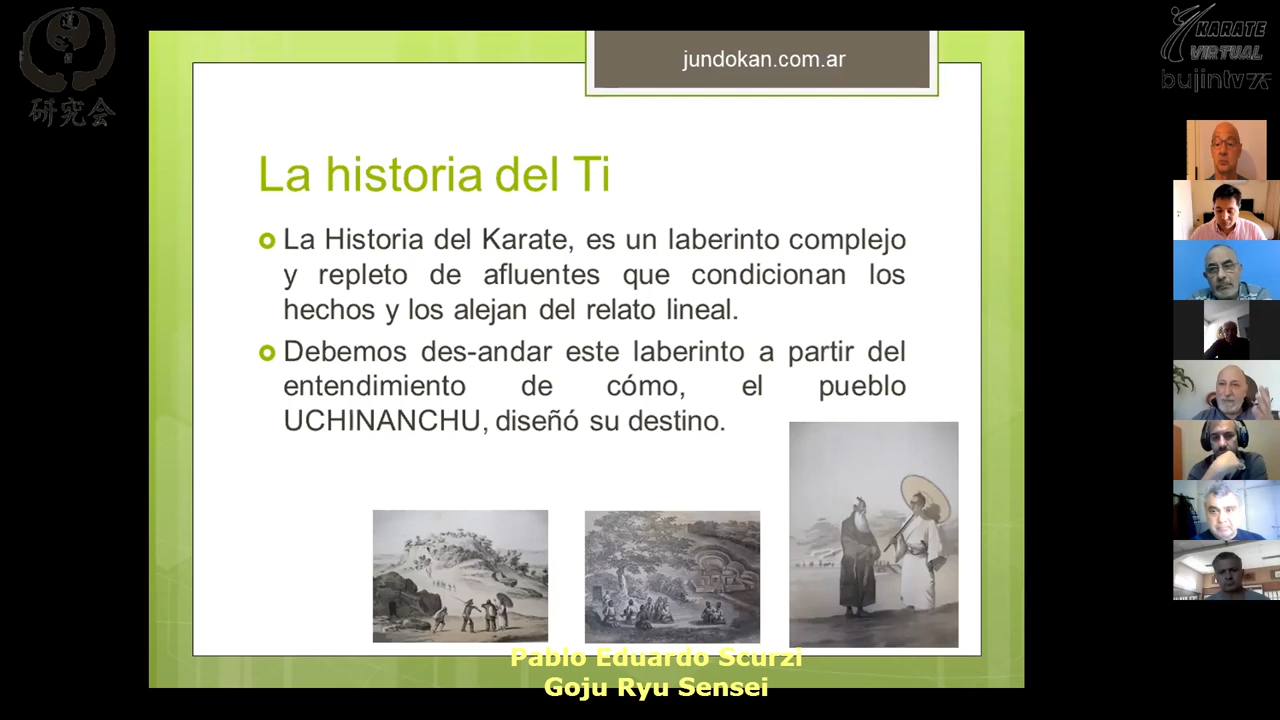 研究会
jundokan.com.ar
KARATE
VIRTUAL
bujintv
La historia del Ti
La Historia del Karate, es un laberinto complejo
y repleto de afluentes que condicionan los
hechos y los alejan del relato lineal.
Debemos des-andar este laberinto a partir del
entendimiento de cómo, el pueblo
UCHINANCHU, diseñó su destino.
Pablo Eduardo Scurzi
Goju Ryu Sensei